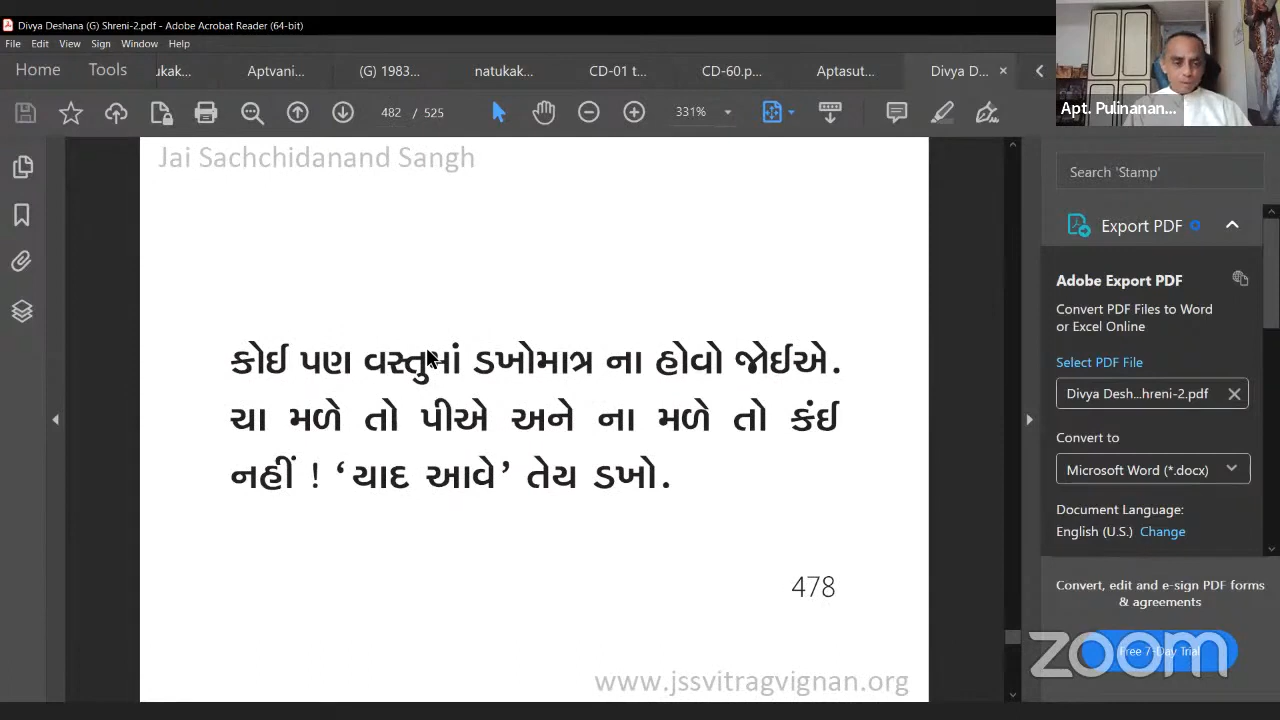 Divya Deshana (G) Shreni-2.pdf - Adobe Acrobat Reader (64-bit)
File Edit View Sign Window Help
Home Tools ukak... Aptvani... (G) 1983... natukak... CD-01 t... CD-60.p... Aptasut... Divya D...
482 / 525 331%
Apt. Pulinanan...
Jai Sachchidanand Sangh
કોઈ પણ વસ્તુમાં ડખોમાત્ર ના હોવો જોઈએ.
ચા મળે તો પીએ અને ના મળે તો કંઈ
નહીં ! ‘યાદ આવે’ તેય ડખો.
478
www.jssvitragvignan.org
Search 'Stamp'
Export PDF
Adobe Export PDF
Convert PDF Files to Word
or Excel Online
Select PDF File
Divya Desh...hreni-2.pdf
Convert to
Microsoft Word (*.docx)
Document Language:
English (U.S.) Change
Convert, edit and e-sign PDF forms
& agreements
Free 7-Day Trial
zoom